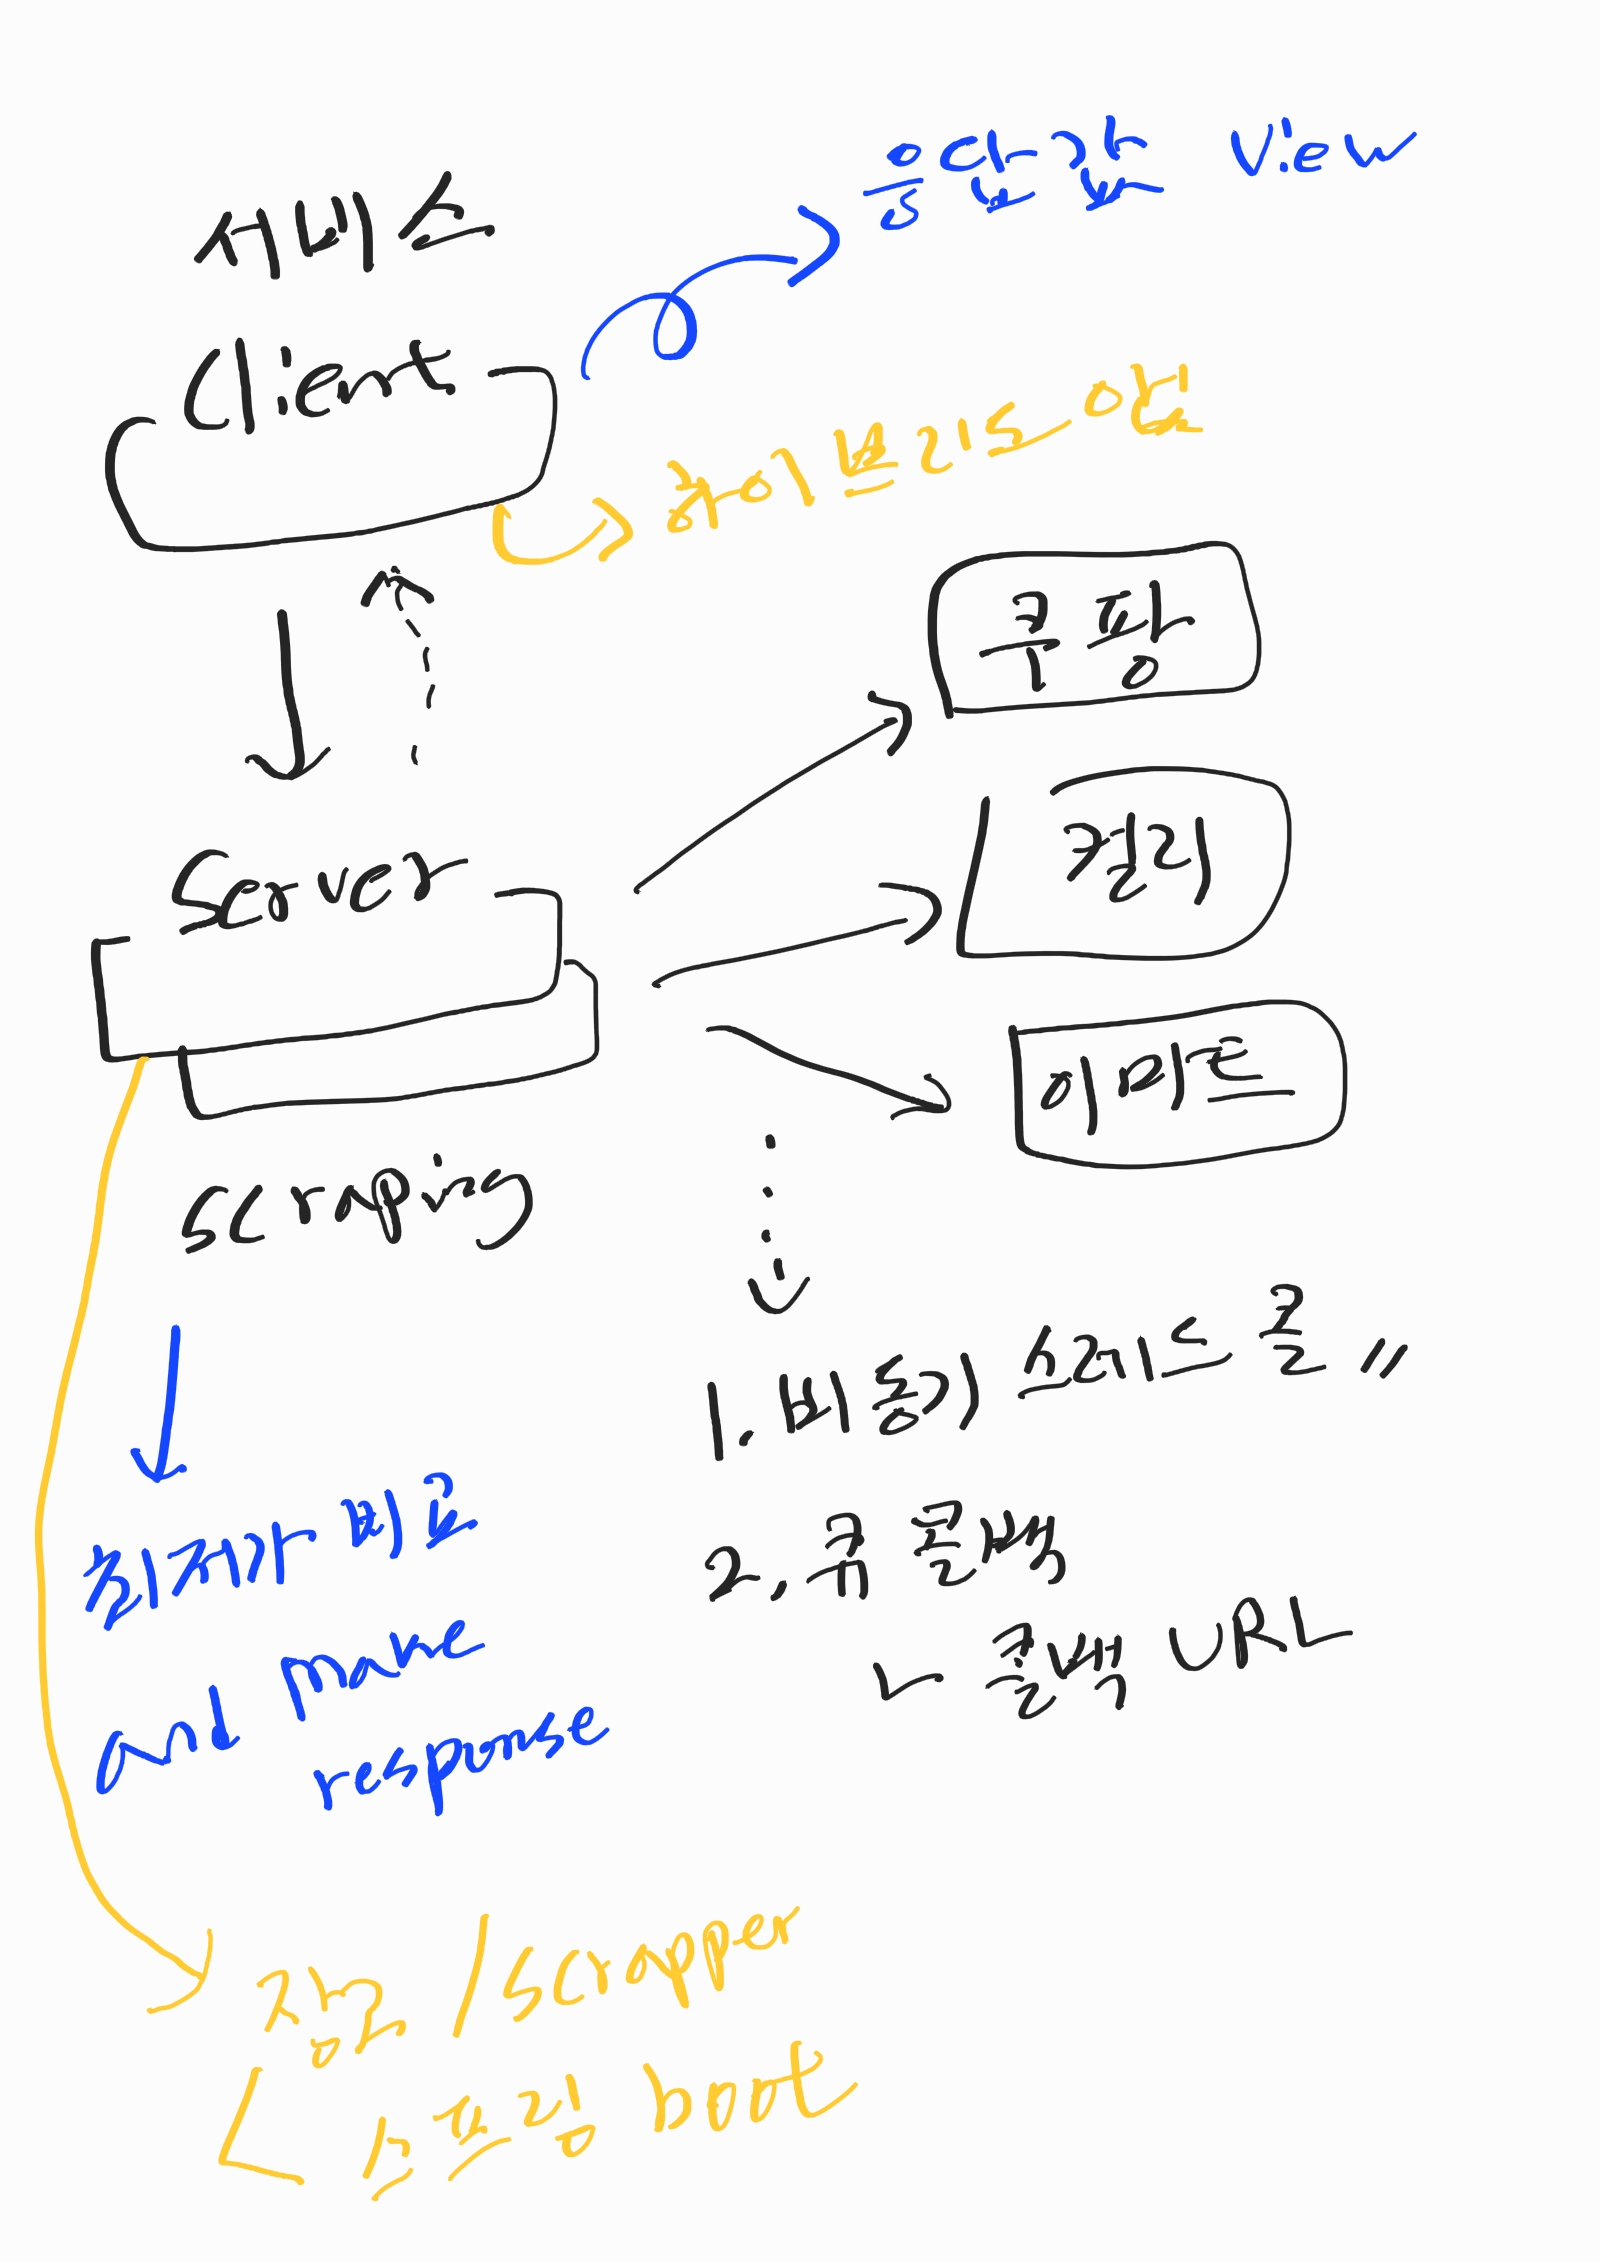 서비스
응답값 View
Client
하이브리드 앱
쿠팡
컬리
Server
이마트
scraping
1. 비동기 스레드 콜 〃
2. 큐 콜백
ㄴ 콜백 URL
최저가 비교
and make
response
장고 / scrapper
스프링 boot